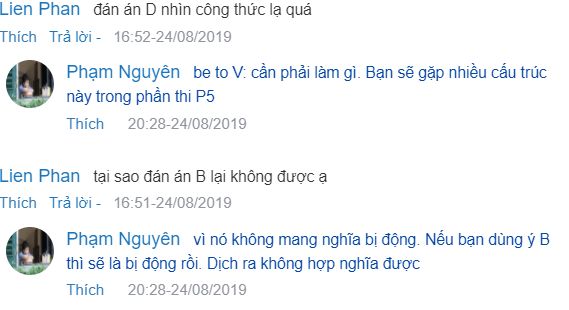 Lien Phan đán án D nhìn công thức lạ quá
Thích Trả lời - 16:52-24/08/2019
Phạm Nguyên be to V: cần phải làm gì. Bạn sẽ gặp nhiều cấu trúc
này trong phần thi P5
Thích 20:28-24/08/2019
Lien Phan tại sao đán án B lại không được ạ
Thích Trả lời - 16:51-24/08/2019
Phạm Nguyên vì nó không mang nghĩa bị động. Nếu bạn dùng ý B
thì sẽ là bị động rồi. Dịch ra không hợp nghĩa được
Thích 20:28-24/08/2019